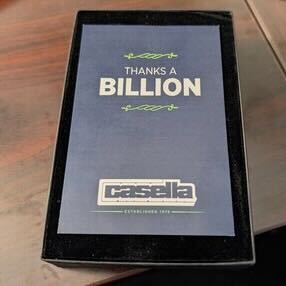 THANKS A
BILLION
casella
ESTABLISHED 1975